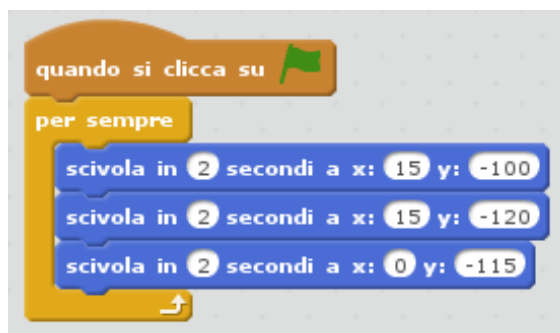 quando si clicca su
per sempre
scivola in 2 secondi a x: 15 y: -100
scivola in 2 secondi a x: 15 y: -120
scivola in 2 secondi a x: 0 y: -115